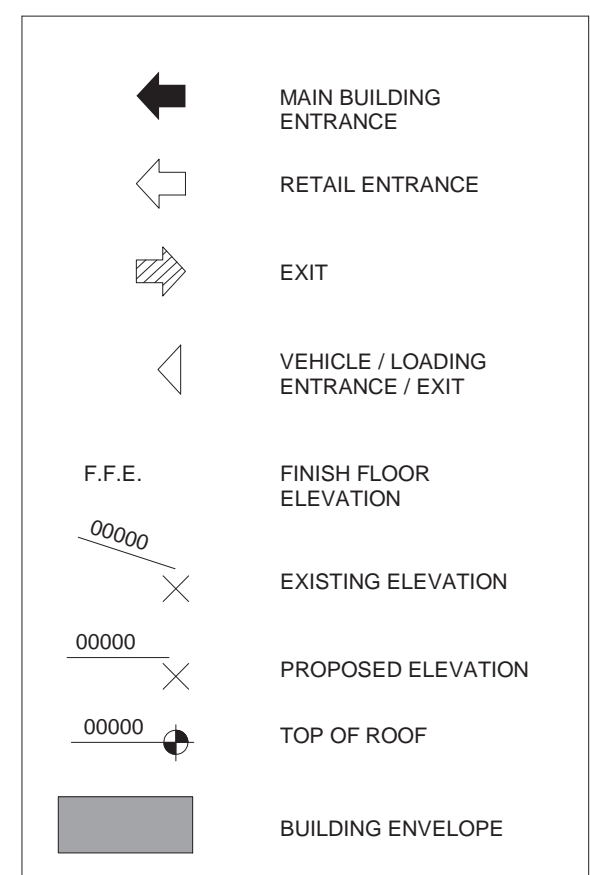 MAIN BUILDING
ENTRANCE
RETAIL ENTRANCE
EXIT
VEHICLE / LOADING
ENTRANCE / EXIT
F.F.E.
FINISH FLOOR
ELEVATION
00000
EXISTING ELEVATION
00000
PROPOSED ELEVATION
00000
TOP OF ROOF
BUILDING ENVELOPE